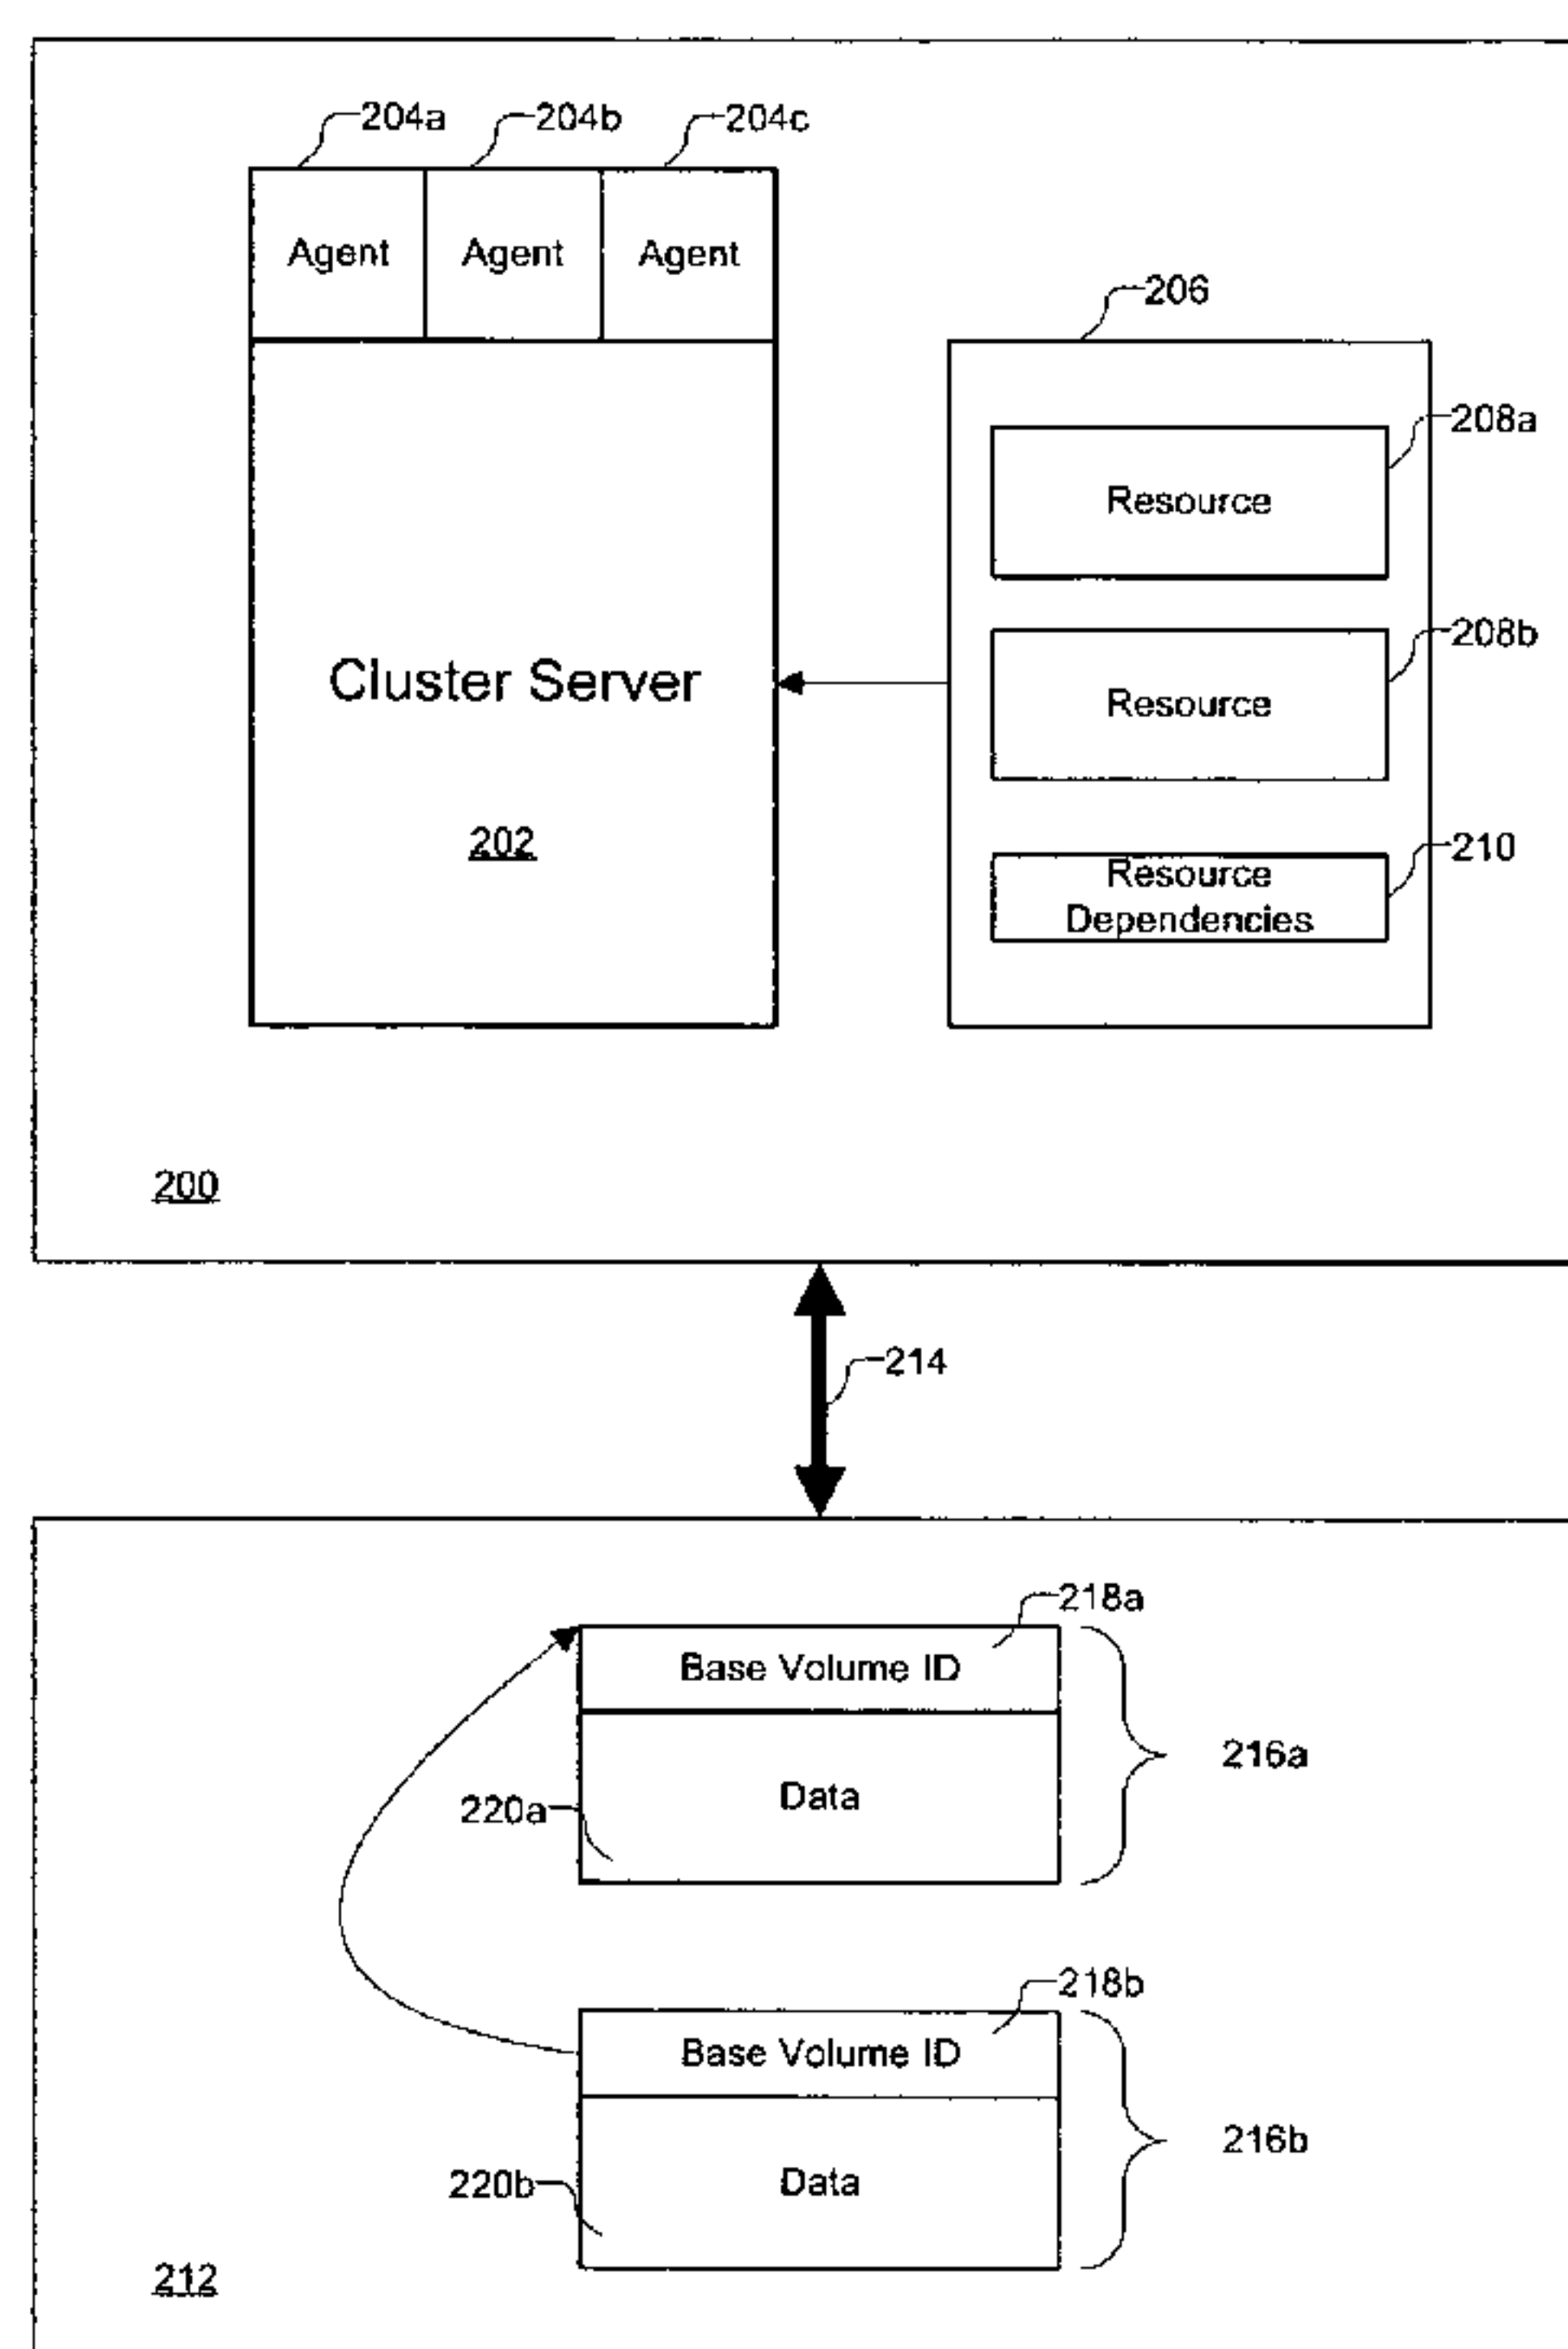 204a 204b 204c
Agent Agent Agent
206
208a
Resource
Cluster Server
208b
Resource
202
210
Resource
Dependencies
200
214
218a
Base Volume ID
216a
Data
220a
218b
Base Volume ID
216b
Data
220b
212